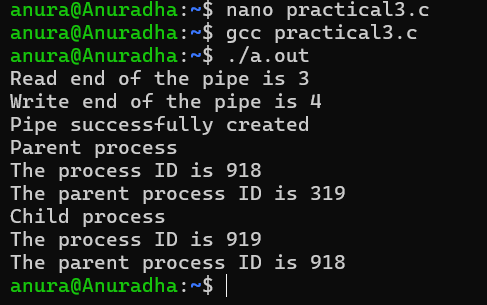 anura@Anuradha:~$ nano practical3.c
anura@Anuradha:~$ gcc practical3.c
anura@Anuradha:~$ ./a.out
Read end of the pipe is 3
Write end of the pipe is 4
Pipe successfully created
Parent process
The process ID is 918
The parent process ID is 319
Child process
The process ID is 919
The parent process ID is 918
anura@Anuradha:~$